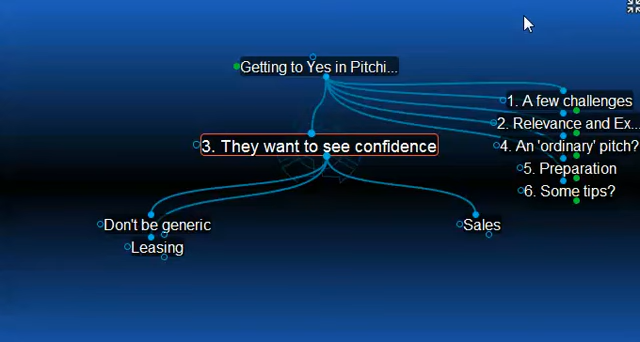 Getting to Yes in Pitchi...
1. A few challenges
2. Relevance and Ex...
3. They want to see confidence
4. An 'ordinary' pitch?
5. Preparation
6. Some tips?
Don't be generic
Sales
Leasing